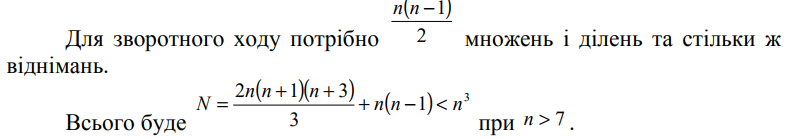 Для зворотного ходу потрібно n(n−1)/2 множень і ділень та стільки ж
віднімань.
Всього буде N = 2n(n+1)(n+3)/3 + n(n−1) < n³ при n > 7 .